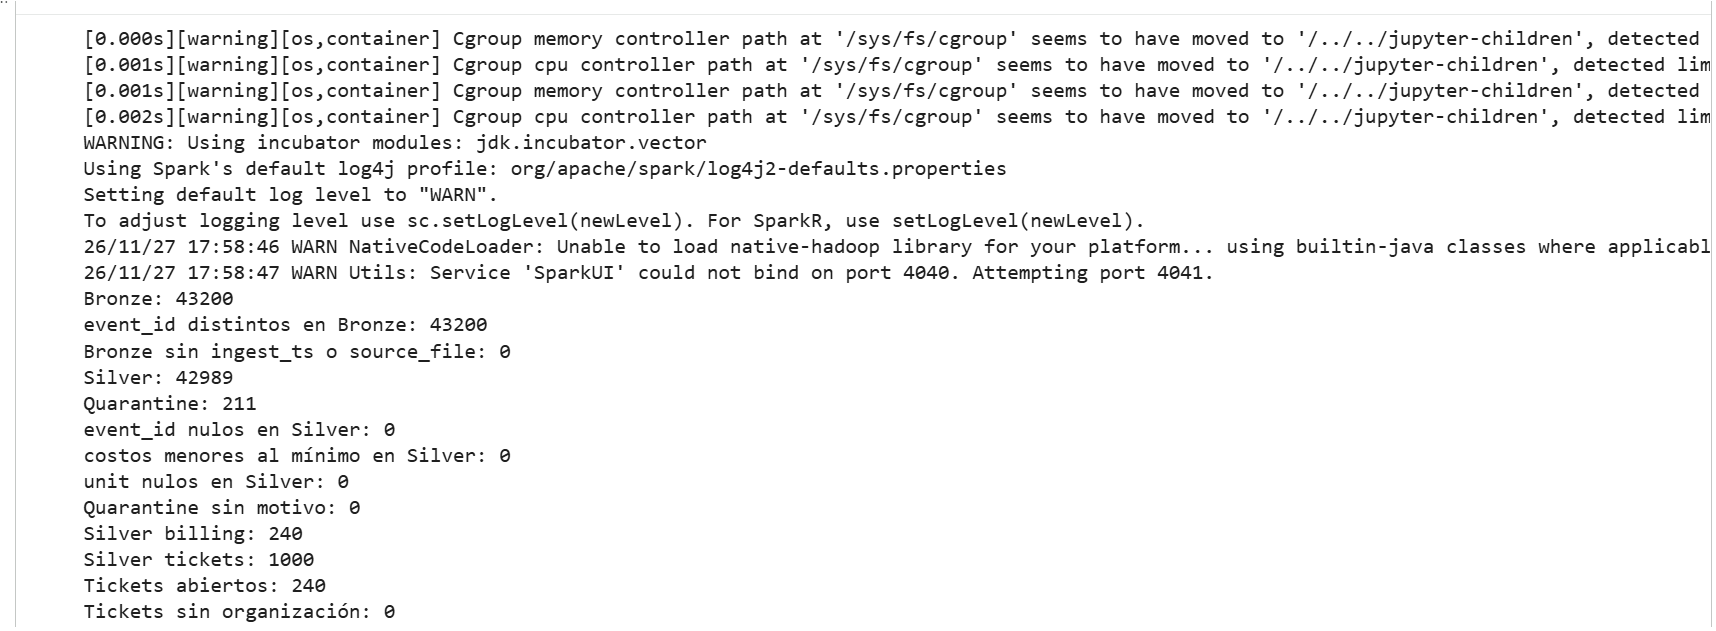 [0.000s][warning][os,container] Cgroup memory controller path at '/sys/fs/cgroup' seems to have moved to '/../../jupyter-children', detected
[0.001s][warning][os,container] Cgroup cpu controller path at '/sys/fs/cgroup' seems to have moved to '/../../jupyter-children', detected lim
[0.001s][warning][os,container] Cgroup memory controller path at '/sys/fs/cgroup' seems to have moved to '/../../jupyter-children', detected
[0.002s][warning][os,container] Cgroup cpu controller path at '/sys/fs/cgroup' seems to have moved to '/../../jupyter-children', detected lim
WARNING: Using incubator modules: jdk.incubator.vector
Using Spark's default log4j profile: org/apache/spark/log4j2-defaults.properties
Setting default log level to "WARN".
To adjust logging level use sc.setLogLevel(newLevel). For SparkR, use setLogLevel(newLevel).
26/11/27 17:58:46 WARN NativeCodeLoader: Unable to load native-hadoop library for your platform... using builtin-java classes where applicabl
26/11/27 17:58:47 WARN Utils: Service 'SparkUI' could not bind on port 4040. Attempting port 4041.
Bronze: 43200
event_id distintos en Bronze: 43200
Bronze sin ingest_ts o source_file: 0
Silver: 42989
Quarantine: 211
event_id nulos en Silver: 0
costos menores al mínimo en Silver: 0
unit nulos en Silver: 0
Quarantine sin motivo: 0
Silver billing: 240
Silver tickets: 1000
Tickets abiertos: 240
Tickets sin organización: 0